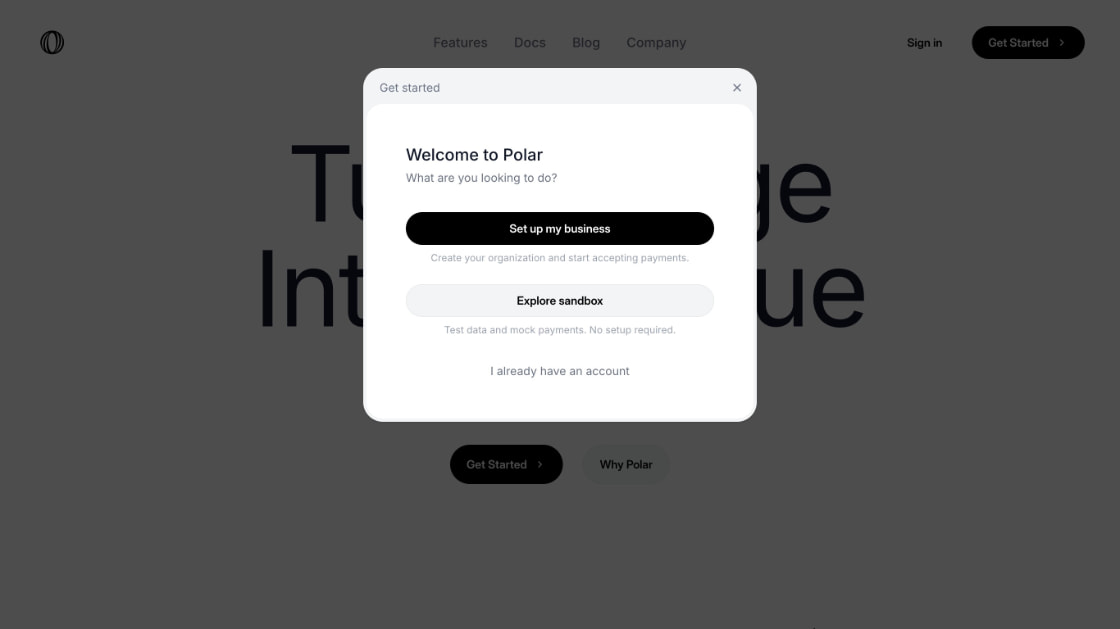 Features Docs Blog Company Sign in Get Started
Get started
Welcome to Polar
What are you looking to do?
Set up my business
Create your organization and start accepting payments.
Explore sandbox
Test data and mock payments. No setup required.
I already have an account
Get Started Why Polar